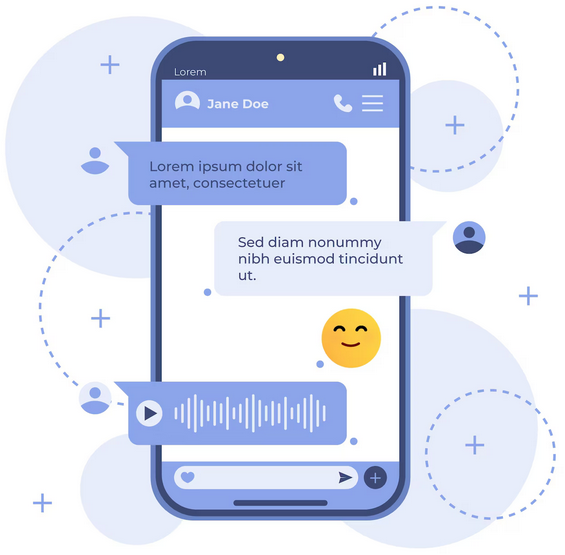 Lorem
Jane Doe
Lorem ipsum dolor sit
amet, consectetuer
Sed diam nonummy
nibh euismod tincidunt
ut.